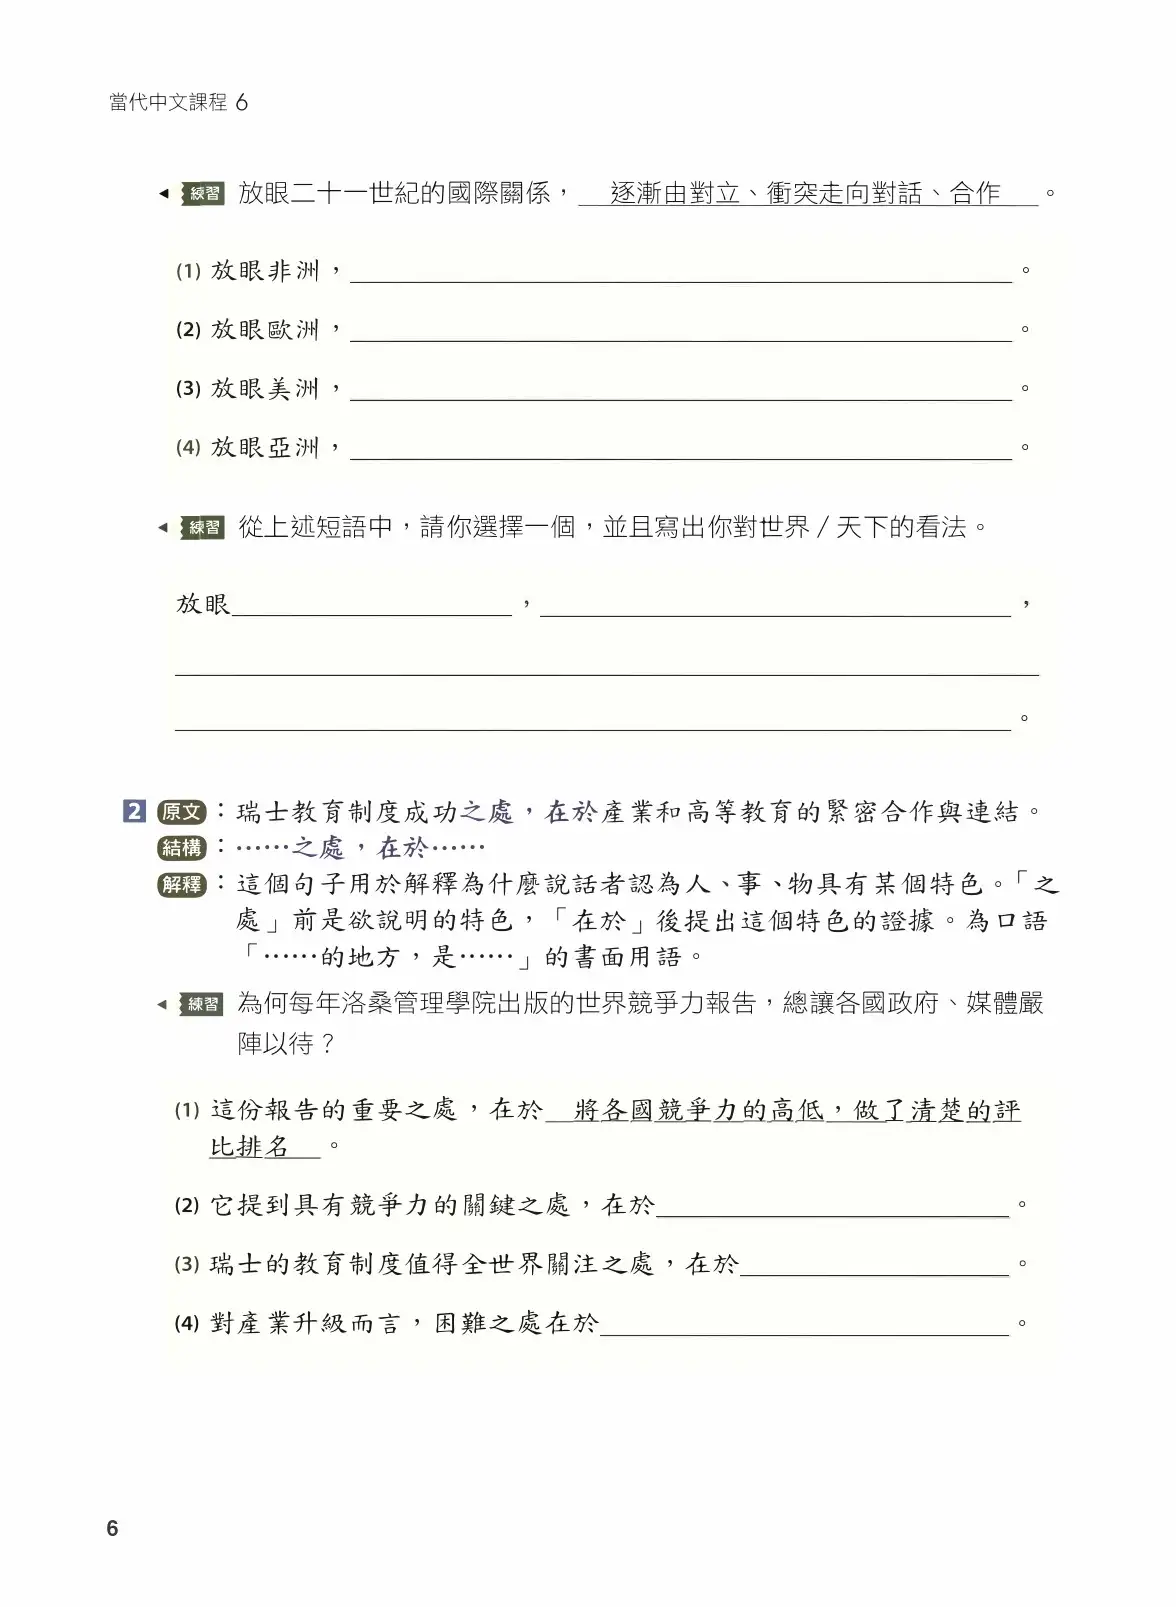 當代中文課程 6
練習 放眼二十一世紀的國際關係，　逐漸由對立、衝突走向對話、合作　。
(1) 放眼非洲，　。
(2) 放眼歐洲，　。
(3) 放眼美洲，　。
(4) 放眼亞洲，　。
練習 從上述短語中，請你選擇一個，並且寫出你對世界／天下的看法。
放眼　，　，
。
2 原文：瑞士教育制度成功之處，在於產業和高等教育的緊密合作與連結。
結構：……之處，在於……
解釋：這個句子用於解釋為什麼說話者認為人、事、物具有某個特色。「之
處」前是欲說明的特色，「在於」後提出這個特色的證據。為口語
「……的地方，是……」的書面用語。
練習 為何每年洛桑管理學院出版的世界競爭力報告，總讓各國政府、媒體嚴
陣以待？
(1) 這份報告的重要之處，在於　將各國競爭力的高低，做了清楚的評
比排名　。
(2) 它提到具有競爭力的關鍵之處，在於　。
(3) 瑞士的教育制度值得全世界關注之處，在於　。
(4) 對產業升級而言，困難之處在於　。
6